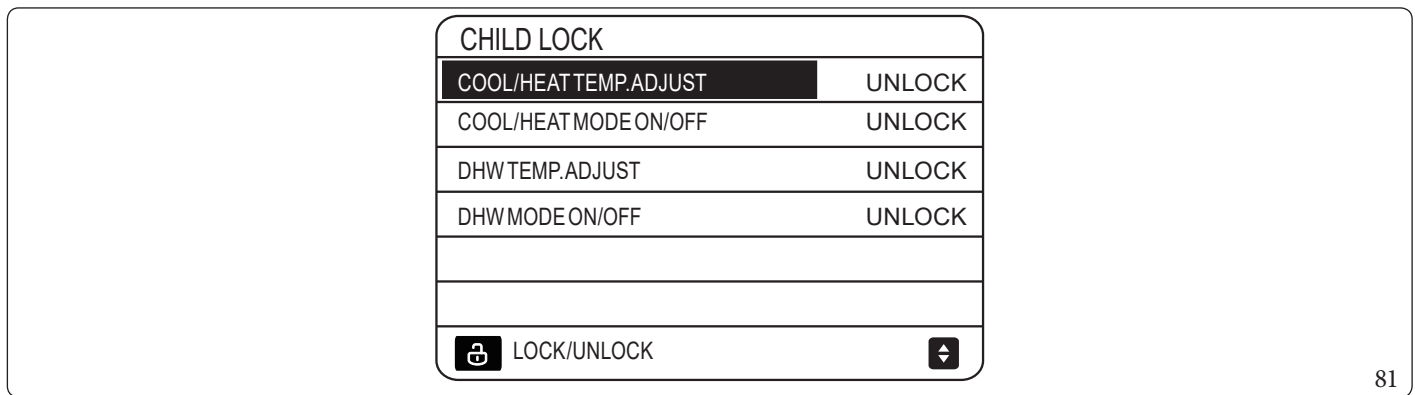 CHILD LOCK
COOL/HEAT TEMP.ADJUST UNLOCK
COOL/HEAT MODE ON/OFF UNLOCK
DHW TEMP.ADJUST UNLOCK
DHW MODE ON/OFF UNLOCK
LOCK/UNLOCK
81